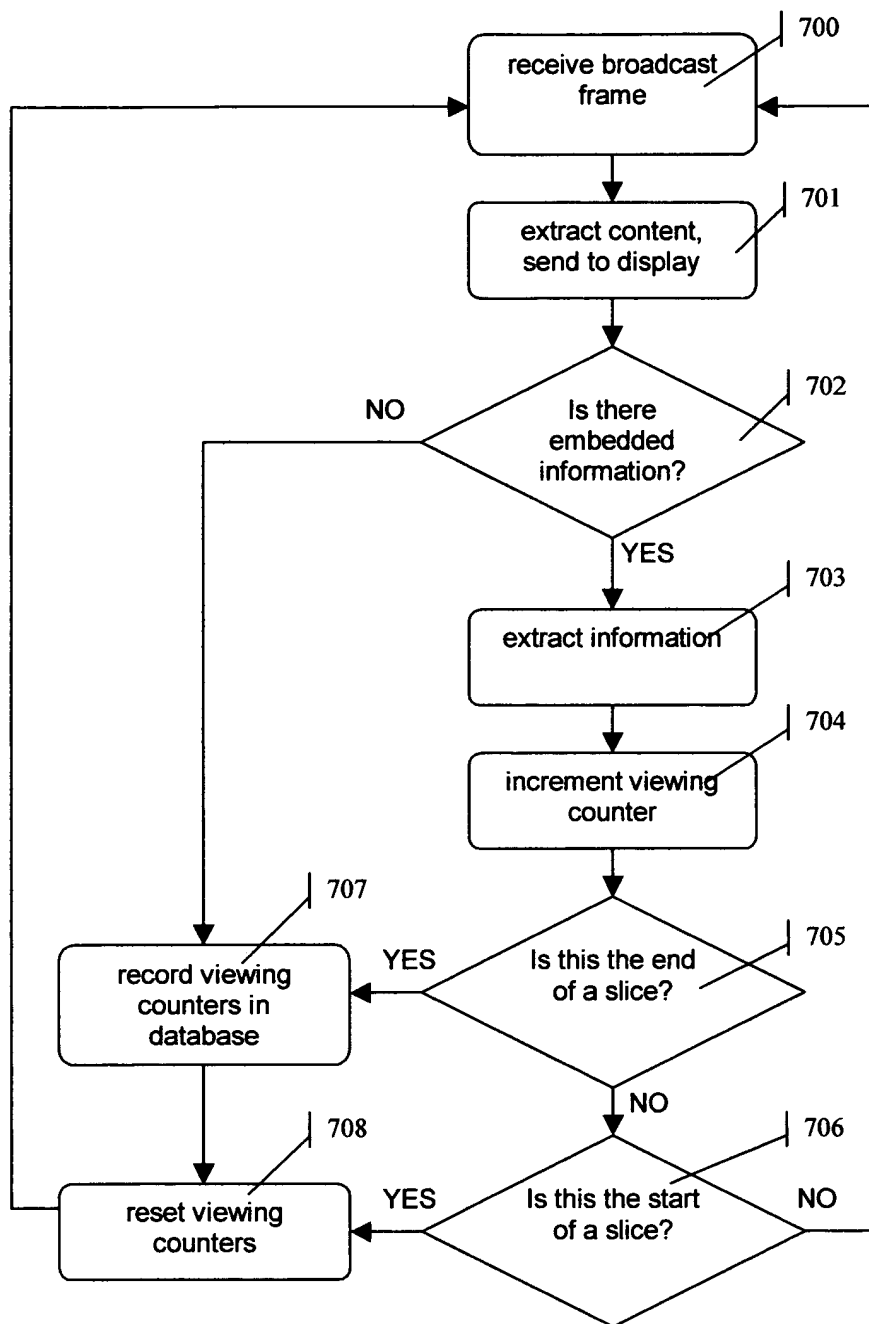 700
receive broadcast
frame
701
extract content,
send to display
702
NO
Is there
embedded
information?
YES
703
extract information
704
increment viewing
counter
707
705
YES
Is this the end
of a slice?
record viewing
counters in
database
NO
708
706
YES
Is this the start
of a slice?
NO
reset viewing
counters